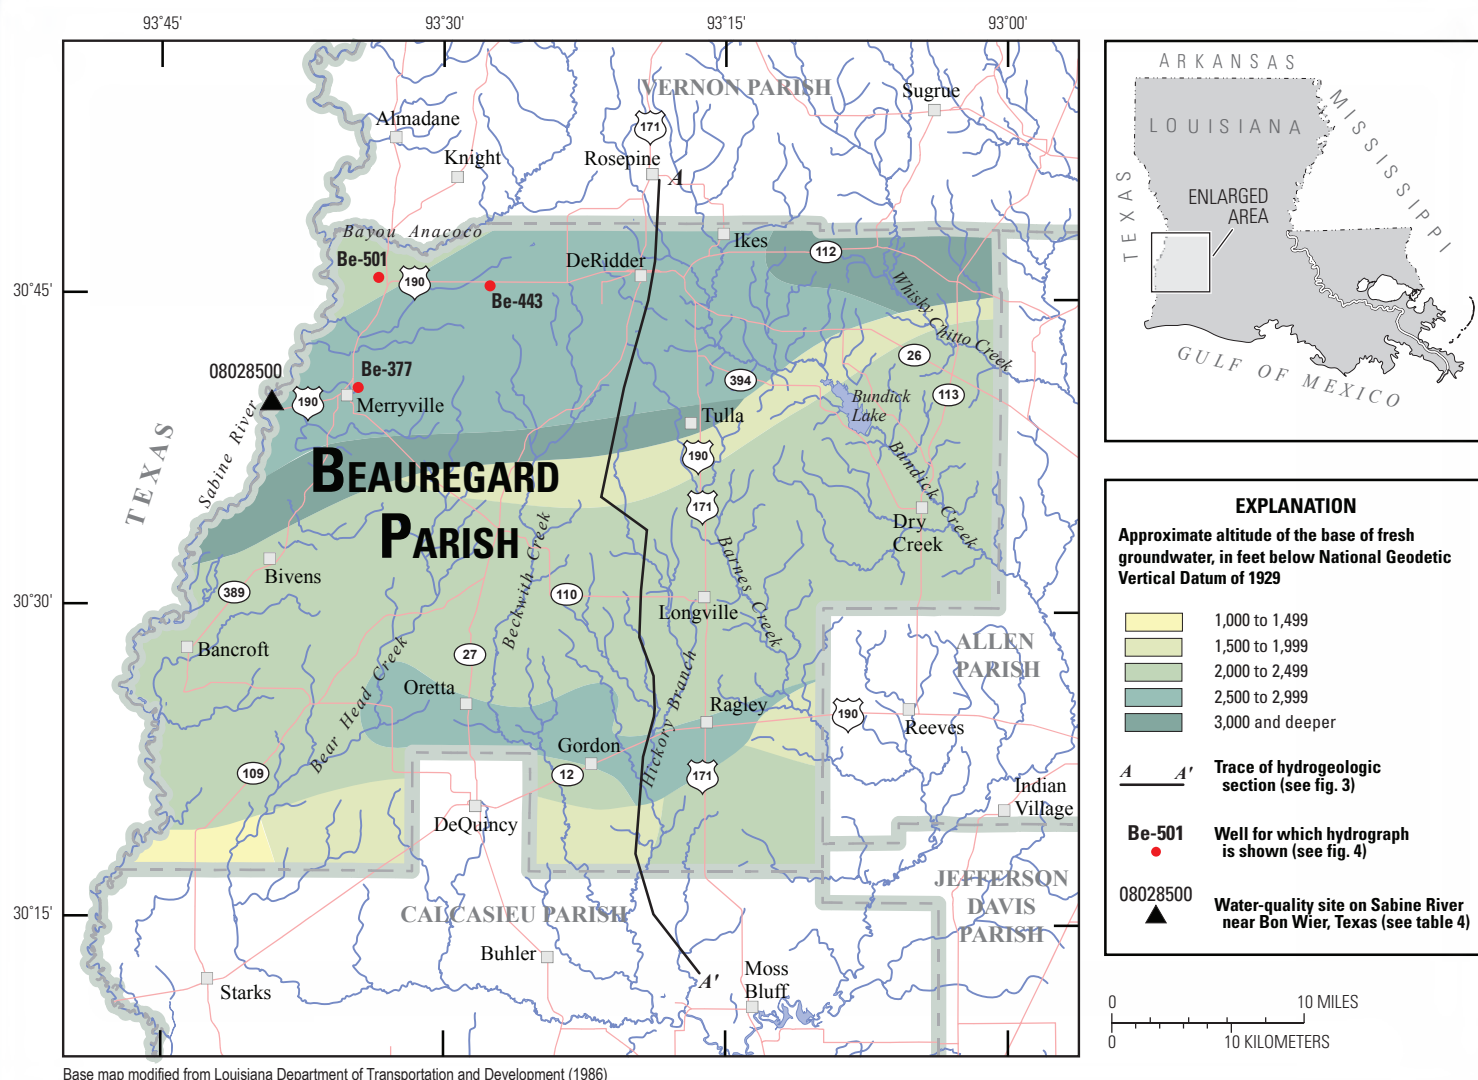 93°45'
93°30'
93°15'
93°00'
30°45'
30°30'
30°15'
VERNON PARISH
Sugrue
Almadane
171
Knight
Rosepine
A
Bayou Anacoco
Ikes
Be-501
DeRidder
112
190
Be-443
Whisky Chitto Creek
08028500
Be-377
26
394
190
Merryville
Bundick
Lake
113
Tulla
Sabine River
TEXAS
190
BEAUREGARD
PARISH
171
Bundick Creek
Dry
Creek
Beckwith Creek
Barnes Creek
Bivens
389
110
Longville
ALLEN
PARISH
Bancroft
27
Bear Head Creek
Oretta
Hickory Branch
Ragley
190
Reeves
Gordon
109
12
171
Indian
Village
DeQuincy
JEFFERSON
DAVIS
PARISH
CALCASIEU PARISH
Buhler
Moss
Bluff
A'
Starks
Base map modified from Louisiana Department of Transportation and Development (1986)
ARKANSAS
LOUISIANA
MISSISSIPPI
TEXAS
ENLARGED
AREA
GULF OF MEXICO
EXPLANATION
Approximate altitude of the base of fresh
groundwater, in feet below National Geodetic
Vertical Datum of 1929
1,000 to 1,499
1,500 to 1,999
2,000 to 2,499
2,500 to 2,999
3,000 and deeper
A A' Trace of hydrogeologic
section (see fig. 3)
Be-501 Well for which hydrograph
is shown (see fig. 4)
08028500 Water-quality site on Sabine River
near Bon Wier, Texas (see table 4)
0 10 MILES
0 10 KILOMETERS